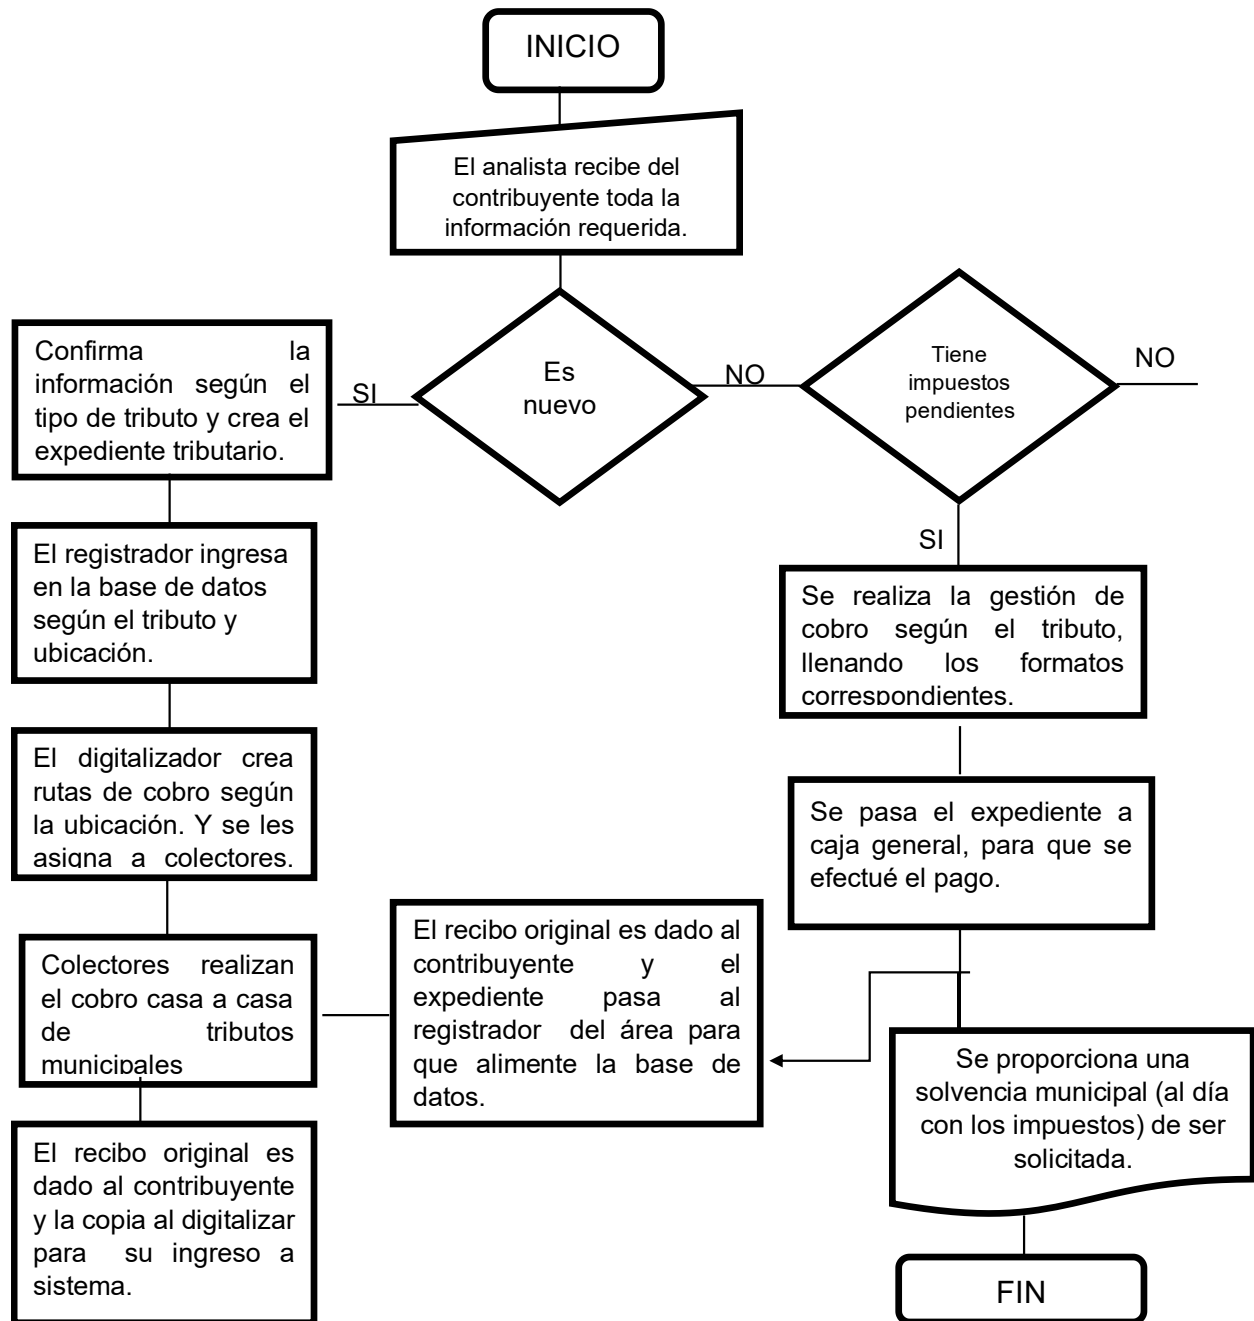 INICIO
El analista recibe del
contribuyente toda la
información requerida.
Es
nuevo
SI
NO
Tiene
impuestos
pendientes
NO
SI
Confirma la
información según el
tipo de tributo y crea el
expediente tributario.
El registrador ingresa
en la base de datos
según el tributo y
ubicación.
El digitalizador crea
rutas de cobro según
la ubicación. Y se les
asigna a colectores.
Colectores realizan
el cobro casa a casa
de tributos
municipales
El recibo original es
dado al contribuyente
y la copia al digitalizar
para su ingreso a
sistema.
Se realiza la gestión de
cobro según el tributo,
llenando los formatos
correspondientes.
Se pasa el expediente a
caja general, para que se
efectué el pago.
El recibo original es dado al
contribuyente y el
expediente pasa al
registrador del área para
que alimente la base de
datos.
Se proporciona una
solvencia municipal (al día
con los impuestos) de ser
solicitada.
FIN